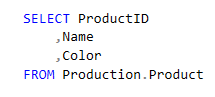 SELECT ProductID
,Name
,Color
FROM Production.Product